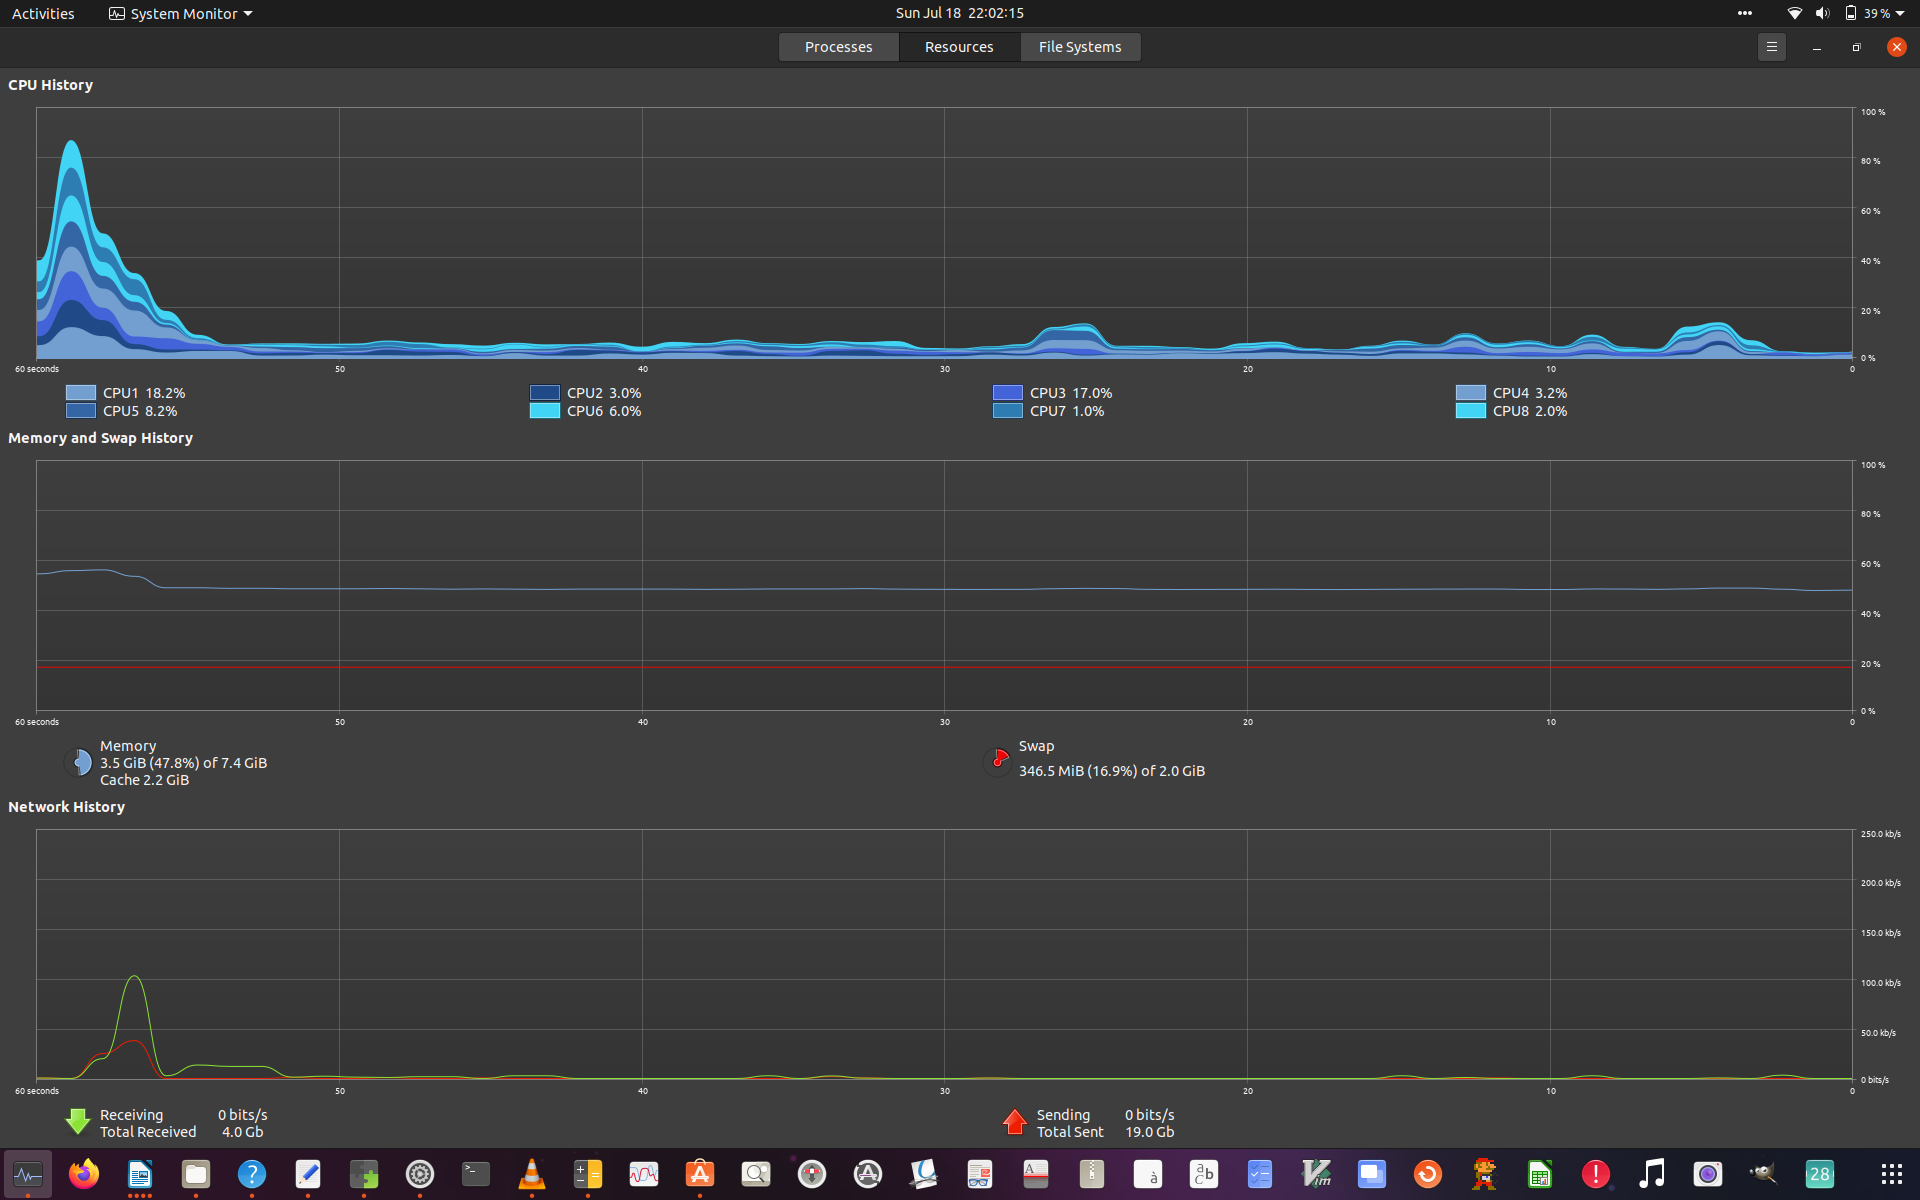 Activities System Monitor Sun Jul 18 22:02:15 39 %
Processes Resources File Systems
CPU History
100 %
80 %
60 %
40 %
20 %
0 %
60 seconds 50 40 30 20 10 0
CPU1 18.2% CPU2 3.0% CPU3 17.0% CPU4 3.2%
CPU5 8.2% CPU6 6.0% CPU7 1.0% CPU8 2.0%
Memory and Swap History
100 %
80 %
60 %
40 %
20 %
0 %
60 seconds 50 40 30 20 10 0
Memory
3.5 GiB (47.8%) of 7.4 GiB
Cache 2.2 GiB
Swap
346.5 MiB (16.9%) of 2.0 GiB
Network History
250.0 kb/s
200.0 kb/s
150.0 kb/s
100.0 kb/s
50.0 kb/s
0 bits/s
60 seconds 50 40 30 20 10 0
Receiving 0 bits/s
Total Received 4.0 Gb
Sending 0 bits/s
Total Sent 19.0 Gb
? >_ A à a b c Vim ! 28